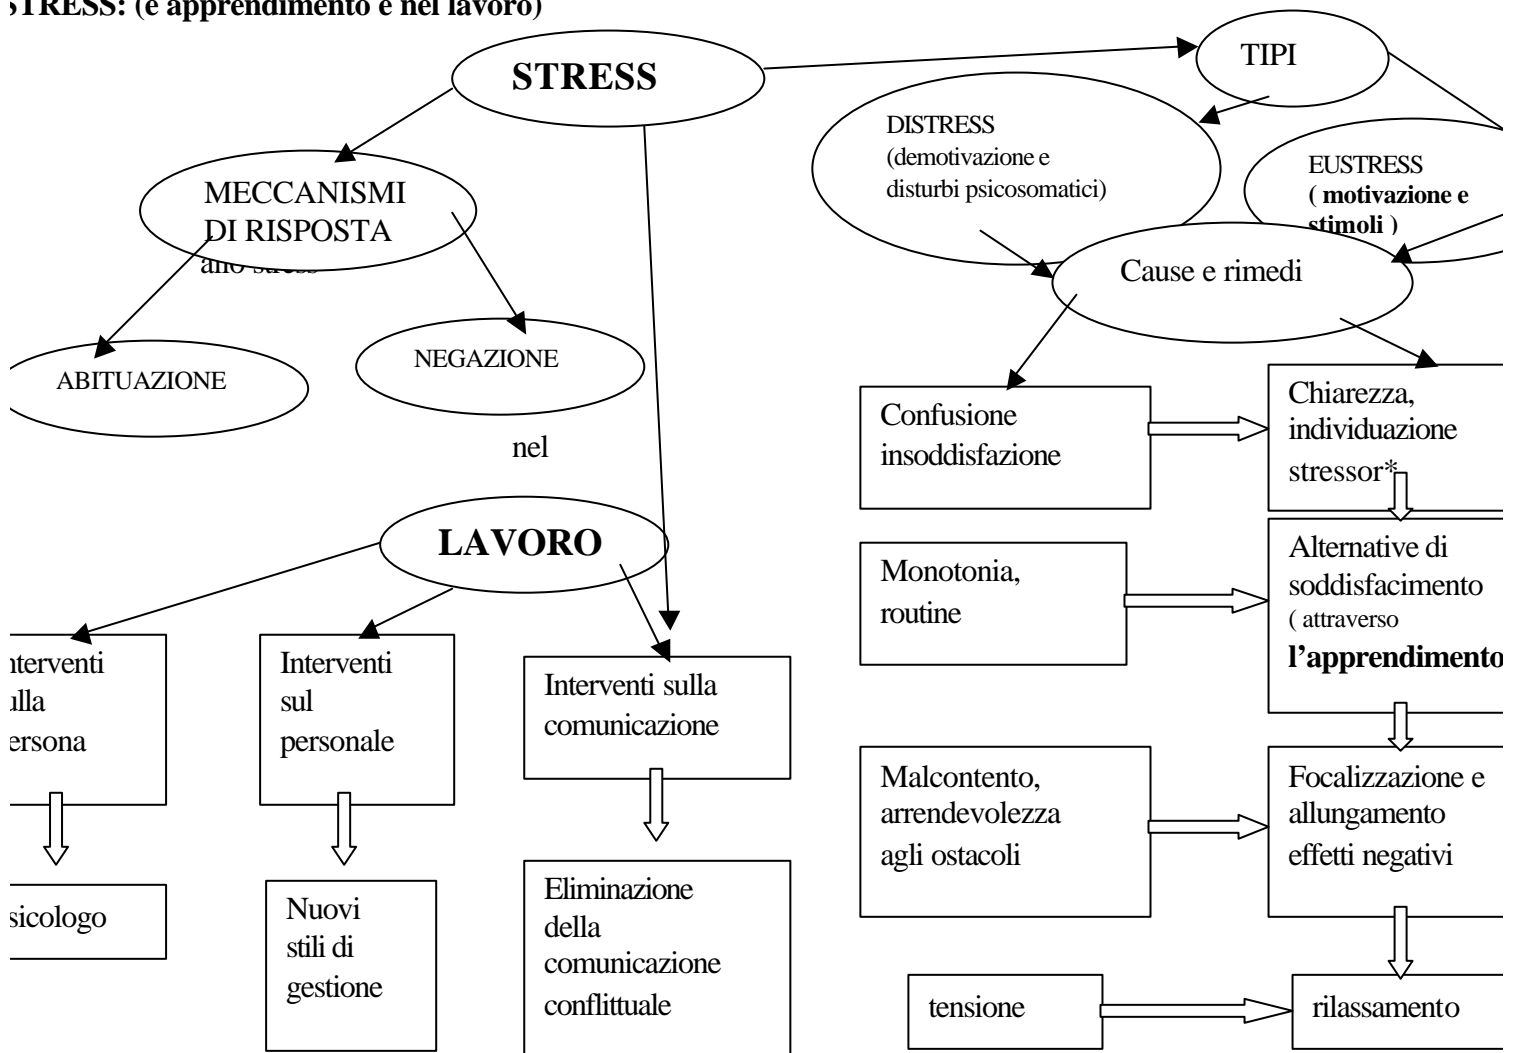 STRESS: (e apprendimento e nel lavoro)
STRESS
TIPI
DISTRESS
(demotivazione e
disturbi psicosomatici)
EUSTRESS
( motivazione e
stimoli )
MECCANISMI
DI RISPOSTA
allo stress
Cause e rimedi
ABITUAZIONE
NEGAZIONE
nel
LAVORO
Confusione
insoddisfazione
Chiarezza,
individuazione
stressor*
Monotonia,
routine
Alternative di
soddisfacimento
( attraverso
l’apprendimento
nterventi
ulla
ersona
Interventi
sul
personale
Interventi sulla
comunicazione
Malcontento,
arrendevolezza
agli ostacoli
Focalizzazione e
allungamento
effetti negativi
sicologo
Nuovi
stili di
gestione
Eliminazione
della
comunicazione
conflittuale
tensione
rilassamento